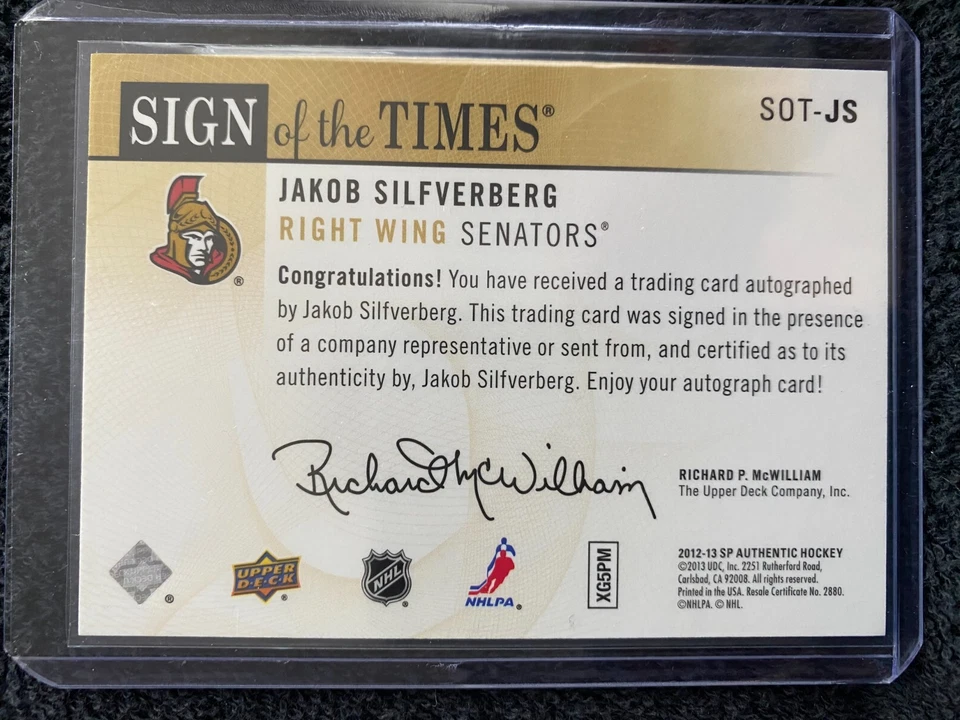 SIGN of the TIMES®
SOT-JS
JAKOB SILFVERBERG
RIGHT WING SENATORS®
Congratulations! You have received a trading card autographed
by Jakob Silfverberg. This trading card was signed in the presence
of a company representative or sent from, and certified as to its
authenticity by, Jakob Silfverberg. Enjoy your autograph card!
Richard McWilliam
RICHARD P. McWILLIAM
The Upper Deck Company, Inc.
UPPER
D·E·C·K
NHL
NHLPA®
XG5PM
2012-13 SP AUTHENTIC HOCKEY
©2013 UDC, Inc. 2251 Rutherford Road,
Carlsbad, CA 92008. All rights reserved.
Printed in the USA. Resale Certificate No. 2880.
©NHLPA. © NHL.